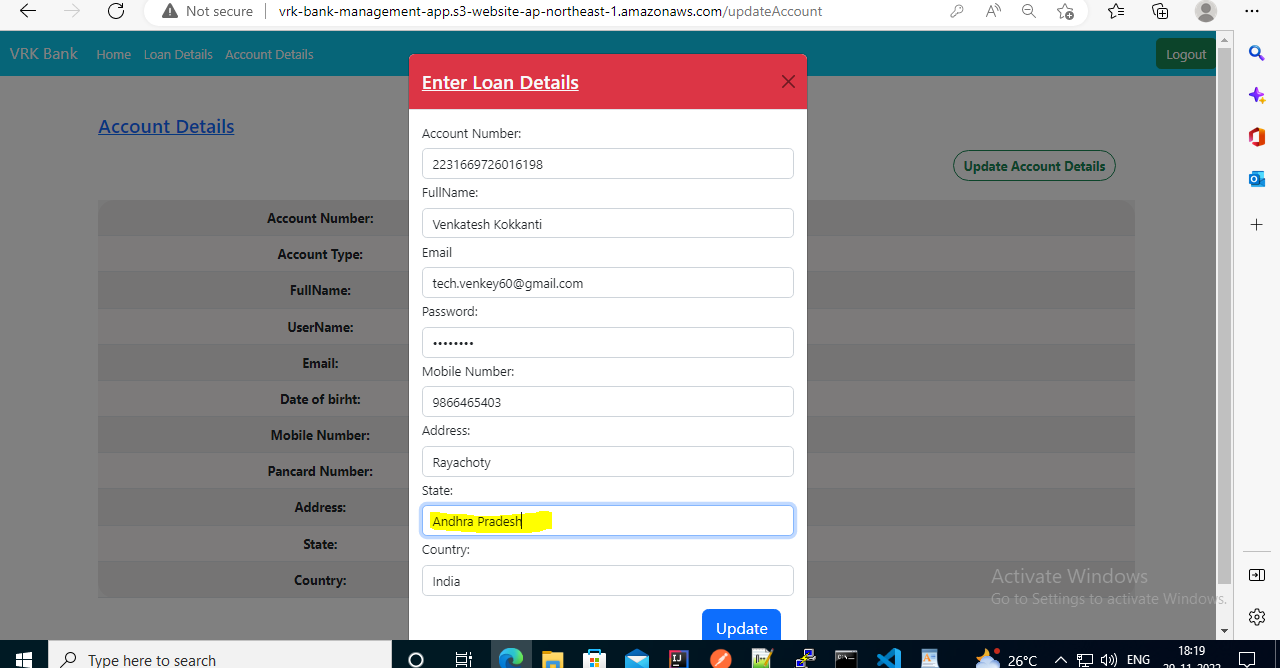 Not secure | vrk-bank-management-app.s3-website-ap-northeast-1.amazonaws.com/updateAccount
VRK Bank Home Loan Details Account Details Logout
Enter Loan Details
Account Details
Update Account Details
Account Number:
Account Type:
FullName:
UserName:
Email:
Date of birht:
Mobile Number:
Pancard Number:
Address:
State:
Country:
Account Number:
2231669726016198
FullName:
Venkatesh Kokkanti
Email
tech.venkey60@gmail.com
Password:
••••••••
Mobile Number:
9866465403
Address:
Rayachoty
State:
Andhra Pradesh
Country:
India
Update
Activate Windows
Go to Settings to activate Windows.
Type here to search
26°C
ENG
18:19